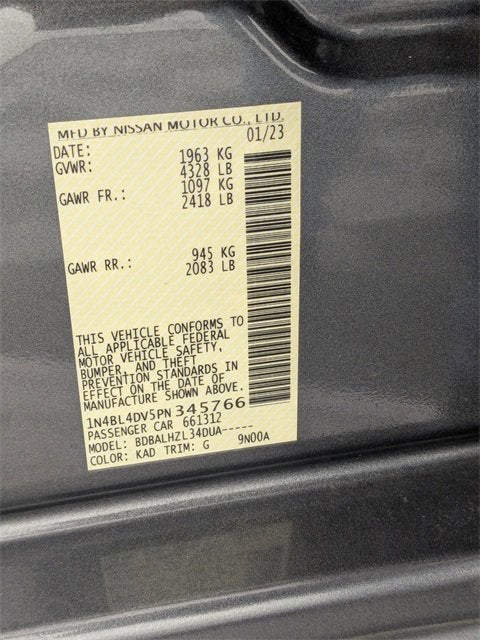 MFD BY NISSAN MOTOR CO., LTD.
DATE: 01/23
GVWR: 1963 KG
4328 LB
GAWR FR.: 1097 KG
2418 LB
GAWR RR.: 945 KG
2083 LB
THIS VEHICLE CONFORMS TO
ALL APPLICABLE FEDERAL
MOTOR VEHICLE SAFETY,
BUMPER, AND THEFT
PREVENTION STANDARDS IN
EFFECT ON THE DATE OF
MANUFACTURE SHOWN ABOVE.
1N4BL4DV5PN345766
PASSENGER CAR 661312
MODEL: BDBALHZL34DUA-----
COLOR: KAD TRIM: G 9N00A